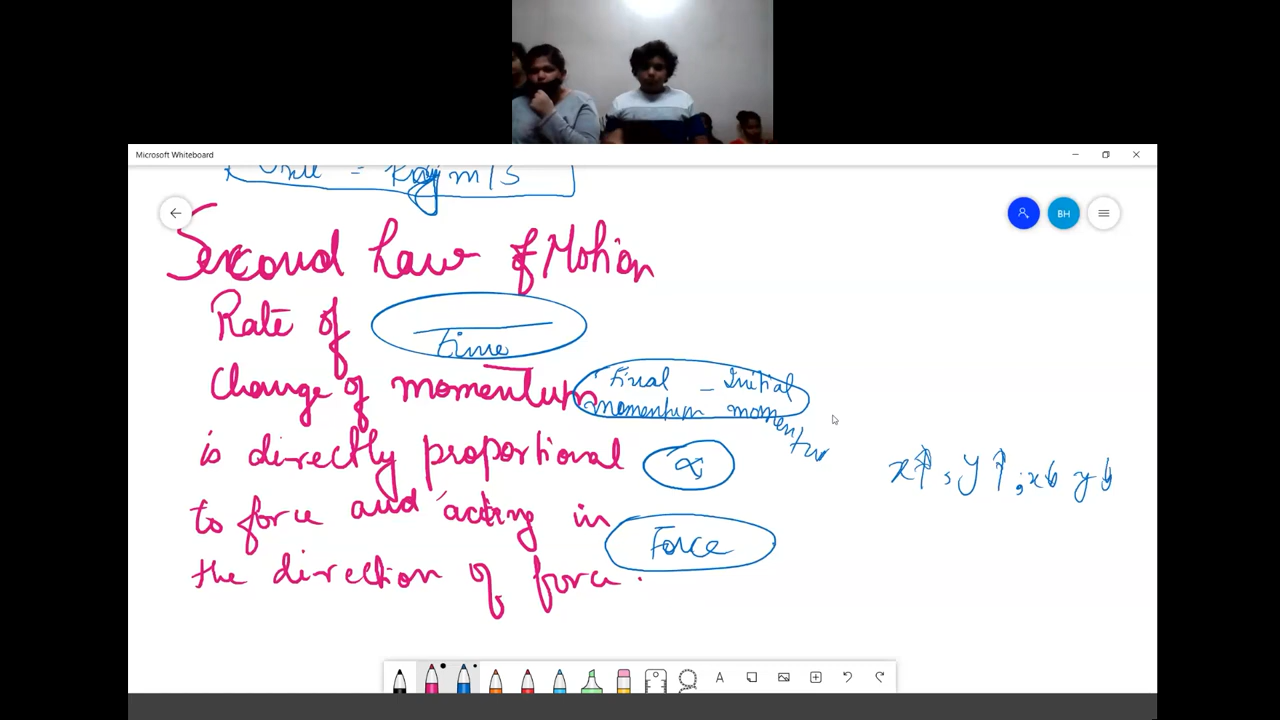 Microsoft Whiteboard
Unit = Kg m/s
BH
Second Law of Motion
Rate of
Time
Change of momentum
Final - Initial
momentum momentum
is directly proportional ∝
x↑, y↑; x↓ y↓
to force and acting in
Force
the direction of force.
A